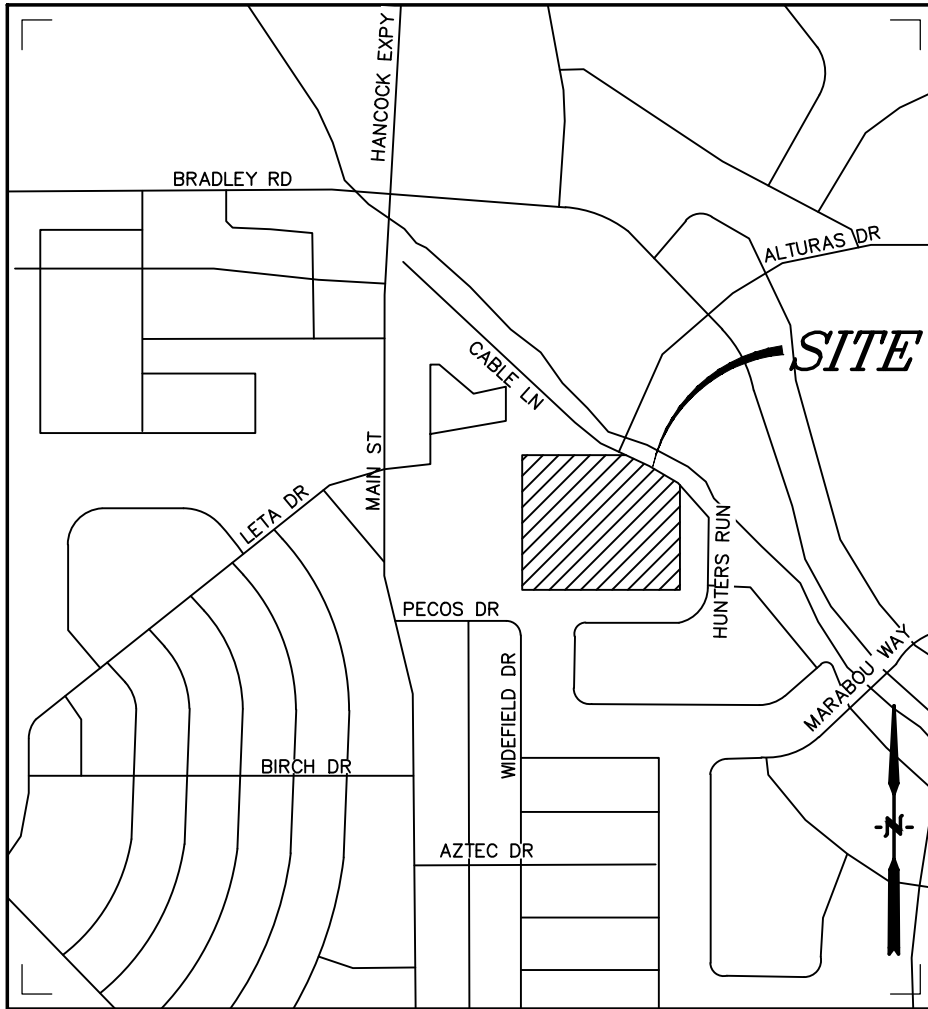 HANCOCK EXPY
BRADLEY RD
ALTURAS DR
SITE
CABLE LN
MAIN ST
LETA DR
HUNTERS RUN
PECOS DR
WIDEFIELD DR
MARABOU WAY
BIRCH DR
N
AZTEC DR